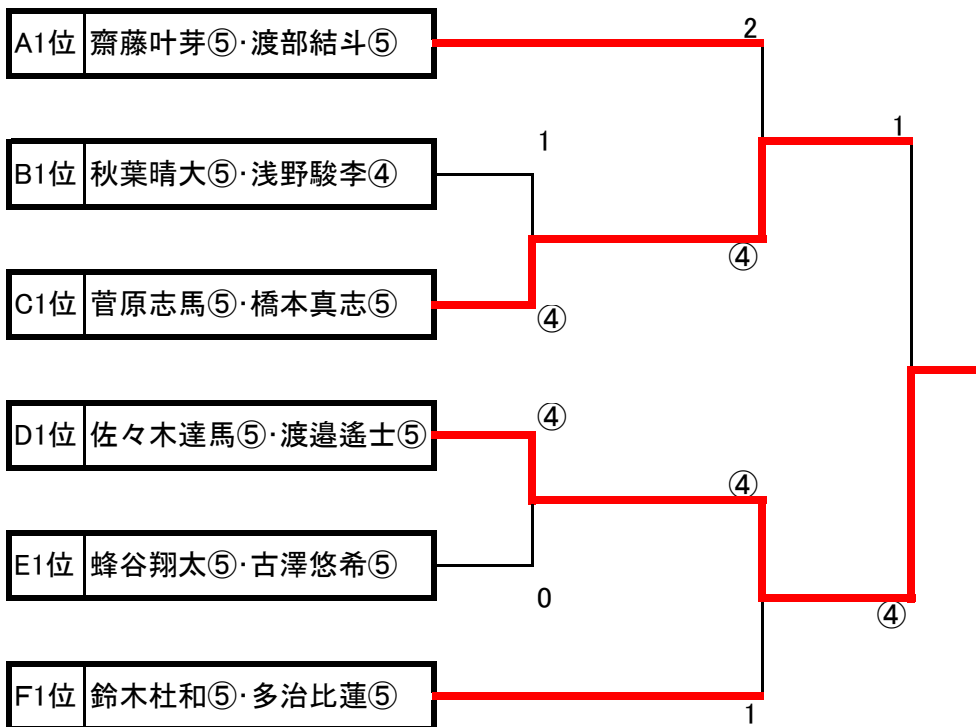 2
A1位 齋藤叶芽⑤・渡部結斗⑤
1
1
B1位 秋葉晴大⑤・浅野駿李④
④
C1位 菅原志馬⑤・橋本真志⑤
④
④
D1位 佐々木達馬⑤・渡邉遙士⑤
④
E1位 蜂谷翔太⑤・古澤悠希⑤
0
④
F1位 鈴木杜和⑤・多治比蓮⑤
1